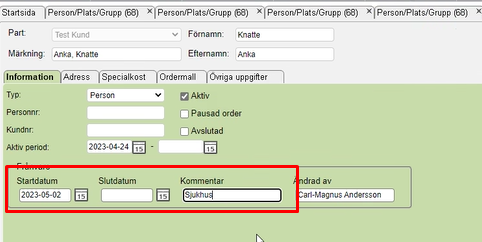 Startsida Person/Plats/Grupp (68) Person/Plats/Grupp (68) Person/Plats/Grupp (68) Person/Plats/Grupp (68)
Part: Test Kund Förnamn: Knatte
Märkning: Anka, Knatte Efternamn: Anka
Information Adress Specialkost Ordermall Övriga uppgifter
Typ: Person Aktiv
Personnr: Pausad order
Kundnr: Avslutad
Aktiv period: 2023-04-24 15 - 15
Frånvaro
Startdatum Slutdatum Kommentar Ändrad av
2023-05-02 15 15 Sjukhus Carl-Magnus Andersson